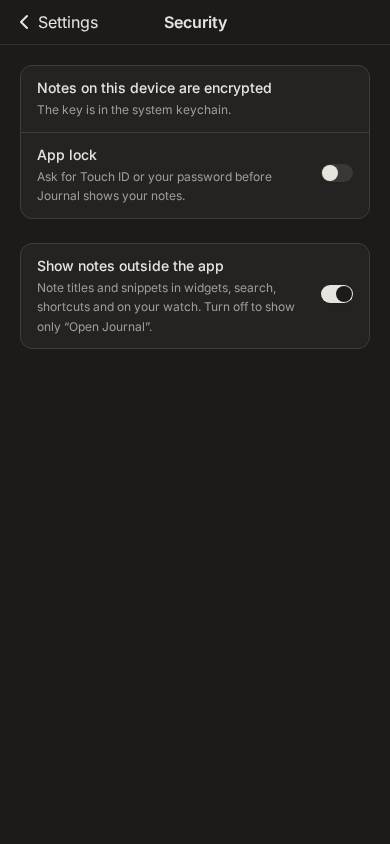 Settings
Security
Notes on this device are encrypted
The key is in the system keychain.
App lock
Ask for Touch ID or your password before
Journal shows your notes.
Show notes outside the app
Note titles and snippets in widgets, search,
shortcuts and on your watch. Turn off to show
only “Open Journal”.